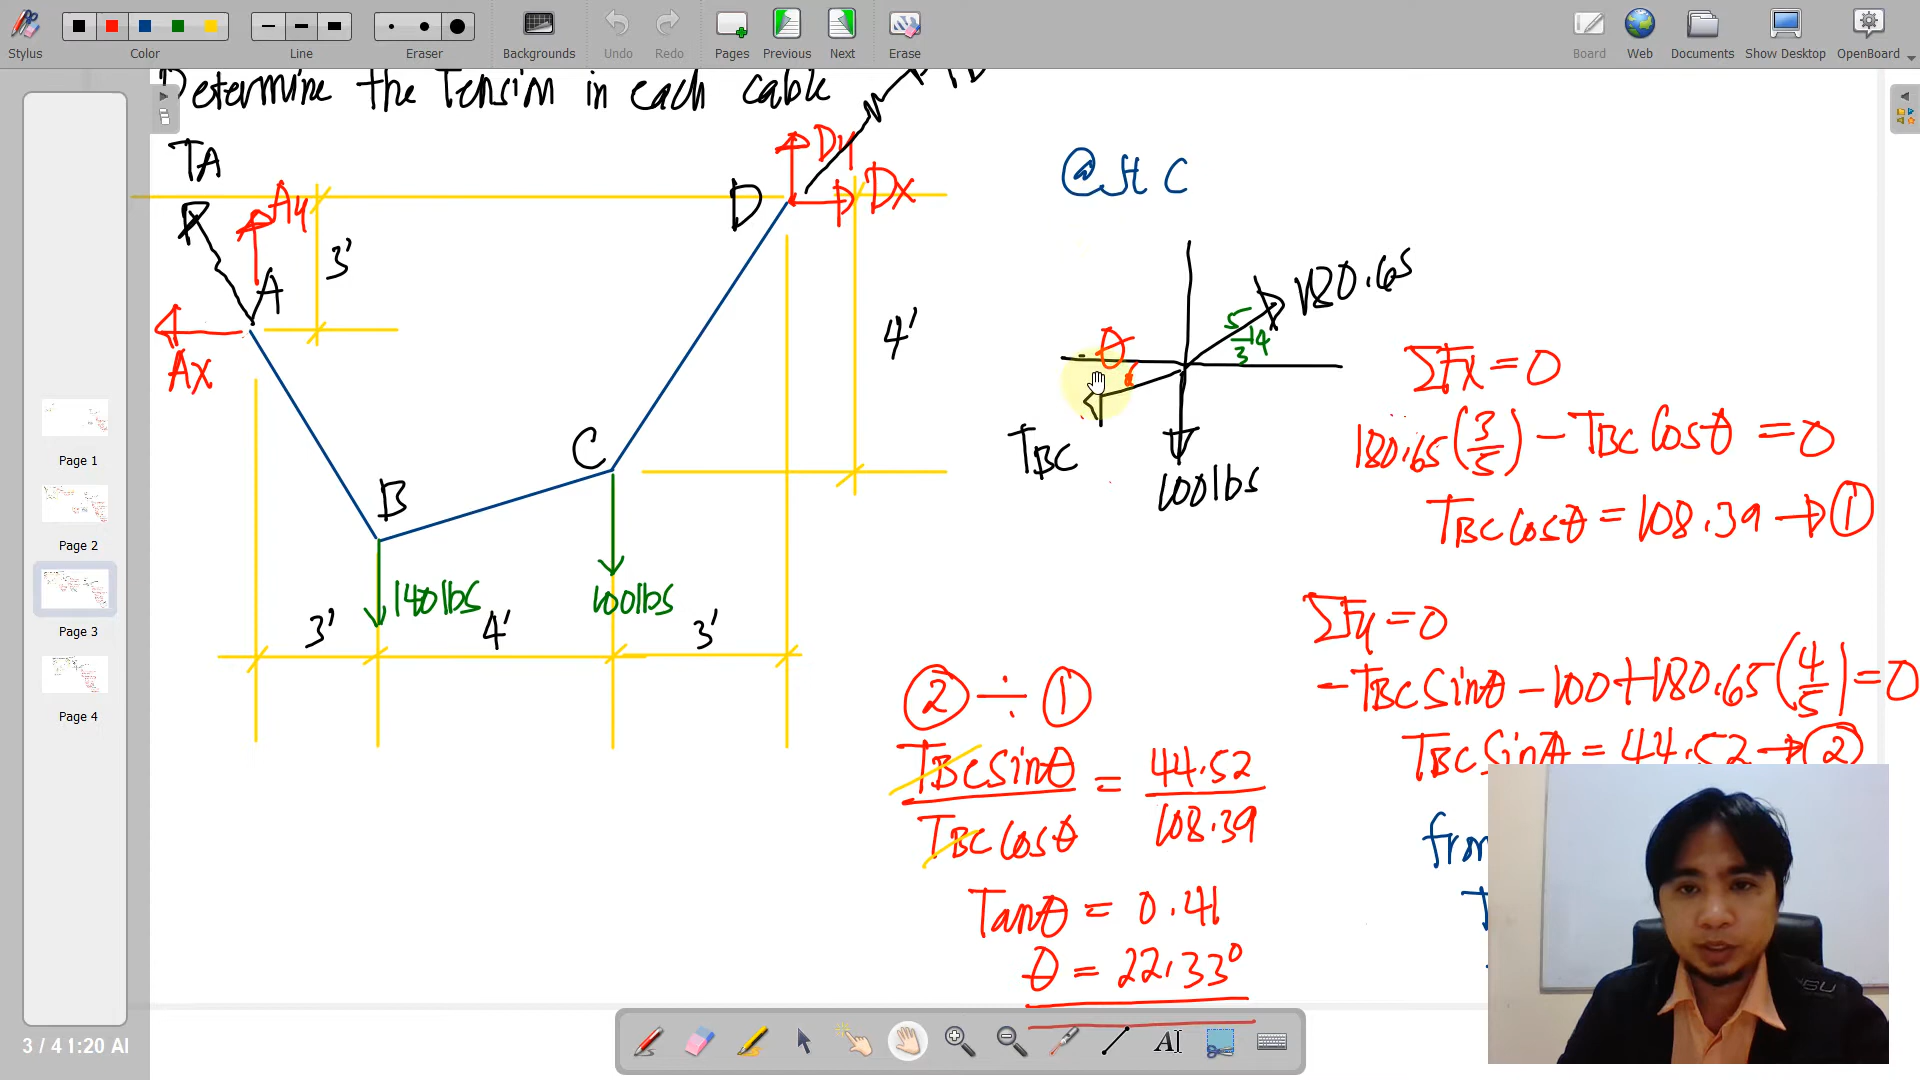 Stylus
Color
Line
Eraser
Backgrounds
Undo
Redo
Pages
Previous
Next
Erase
Board
Web
Documents
Show Desktop
OpenBoard
Page 1
Page 2
Page 3
Page 4
3 / 4 1:20 AI
Determine the Tension in each cable
TA
Ay
A
Ax
3'
D
Dy
Dx
4'
C
B
140lbs
100lbs
3'
4'
3'
@Jt C
180.65
5
4
3
θ
TBC
100lbs
ΣFx = 0
180.65(3/5) - TBC Cosθ = 0
TBC cosθ = 108.39 → ①
ΣFy = 0
-TBC Sinθ - 100 + 180.65(4/5) = 0
TBC Sinθ = 44.52 → ②
② ÷ ①
TBC Sinθ / TBC Cosθ = 44.52 / 108.39
Tanθ = 0.41
θ = 22.33°